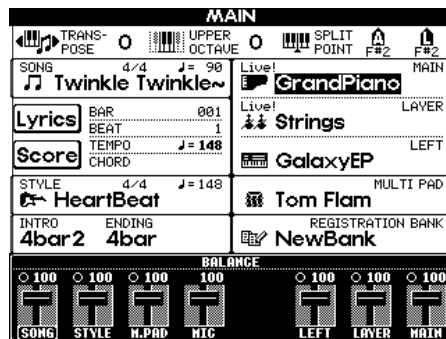 MAIN
TRANS-
POSE 0
UPPER
OCTAVE 0
SPLIT
POINT
A
F#2
L
F#2
SONG 4/4 ♩= 90
Twinkle Twinkle~
Live! MAIN
GrandPiano
Lyrics
BAR 001
BEAT 1
Live! LAYER
Strings
Score
TEMPO ♩=148
CHORD
LEFT
GalaxyEP
STYLE 4/4 ♩=148
HeartBeat
MULTI PAD
Tom Flam
INTRO ENDING
4bar2 4bar
REGISTRATION BANK
NewBank
BALANCE
100 100 100 100 100 100 100
SONG STYLE M.PAD MIC LEFT LAYER MAIN